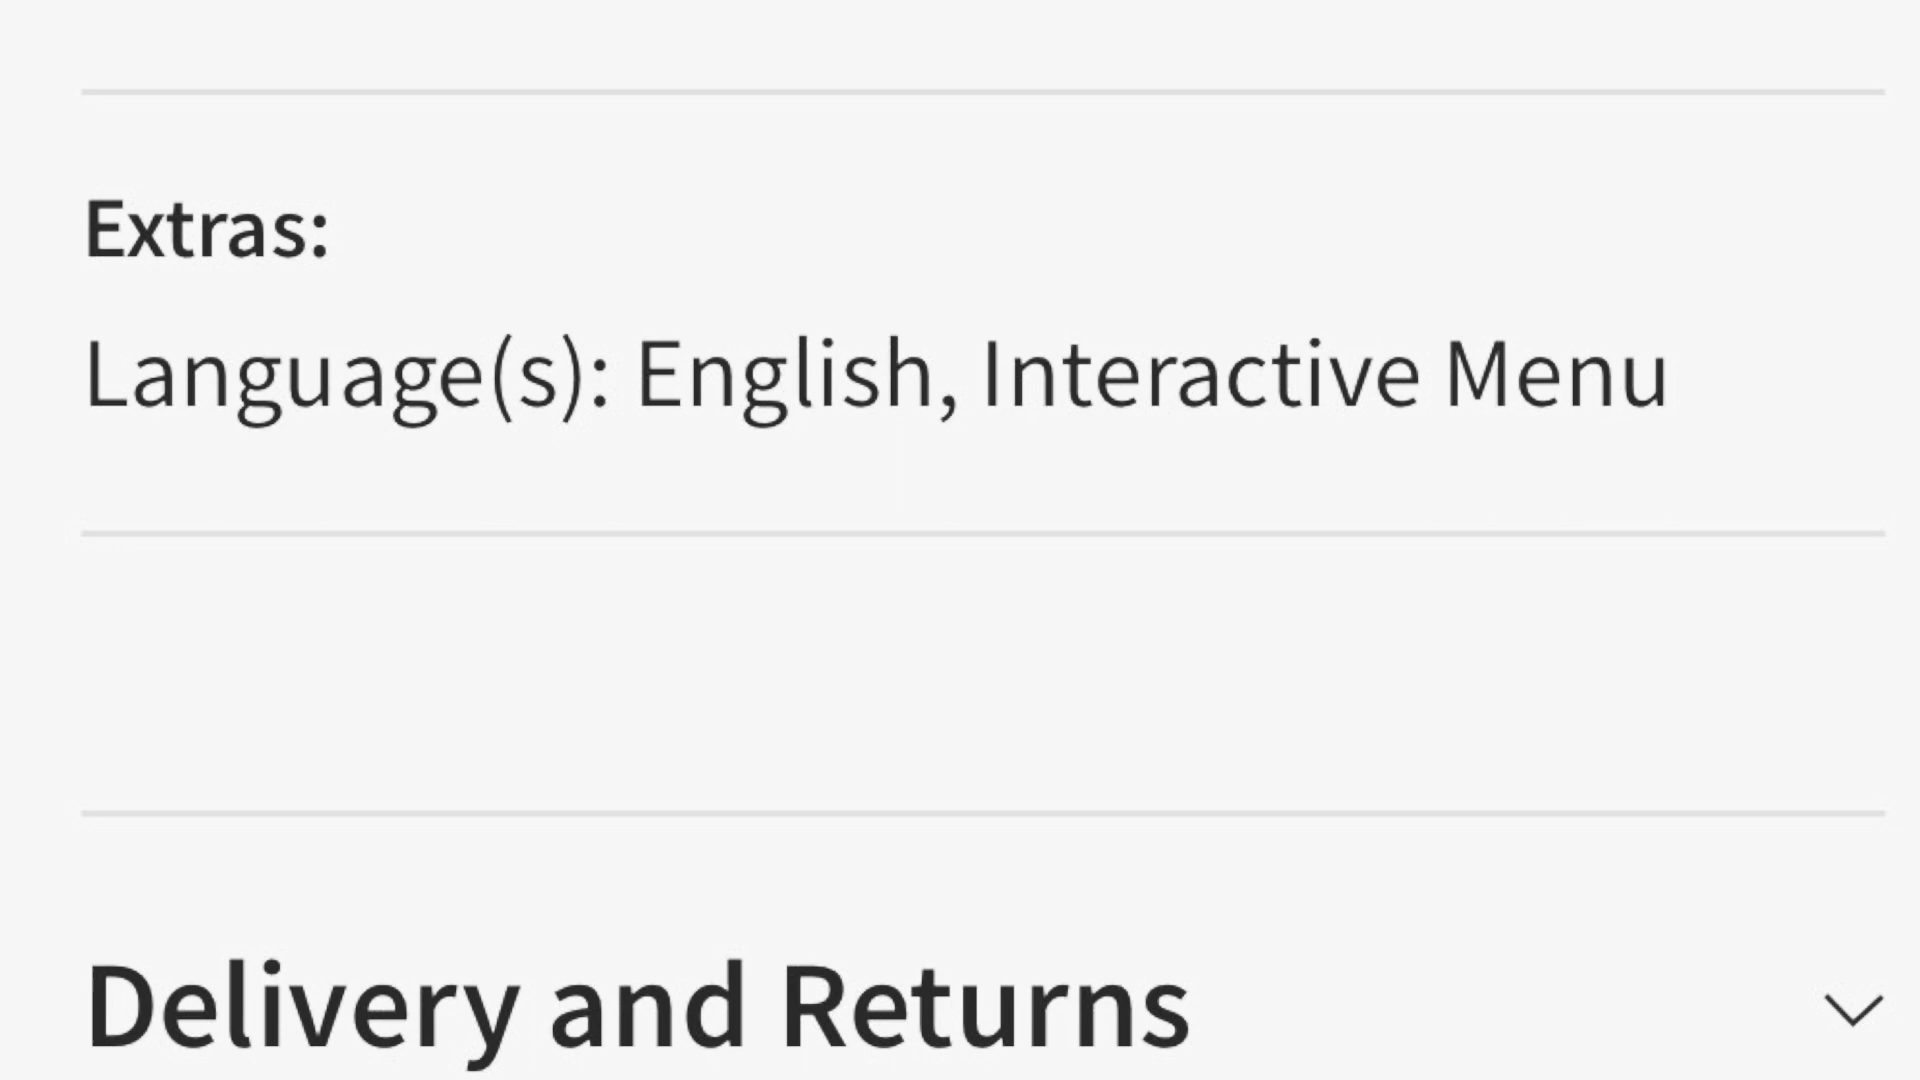 Extras:
Language(s): English, Interactive Menu
Delivery and Returns